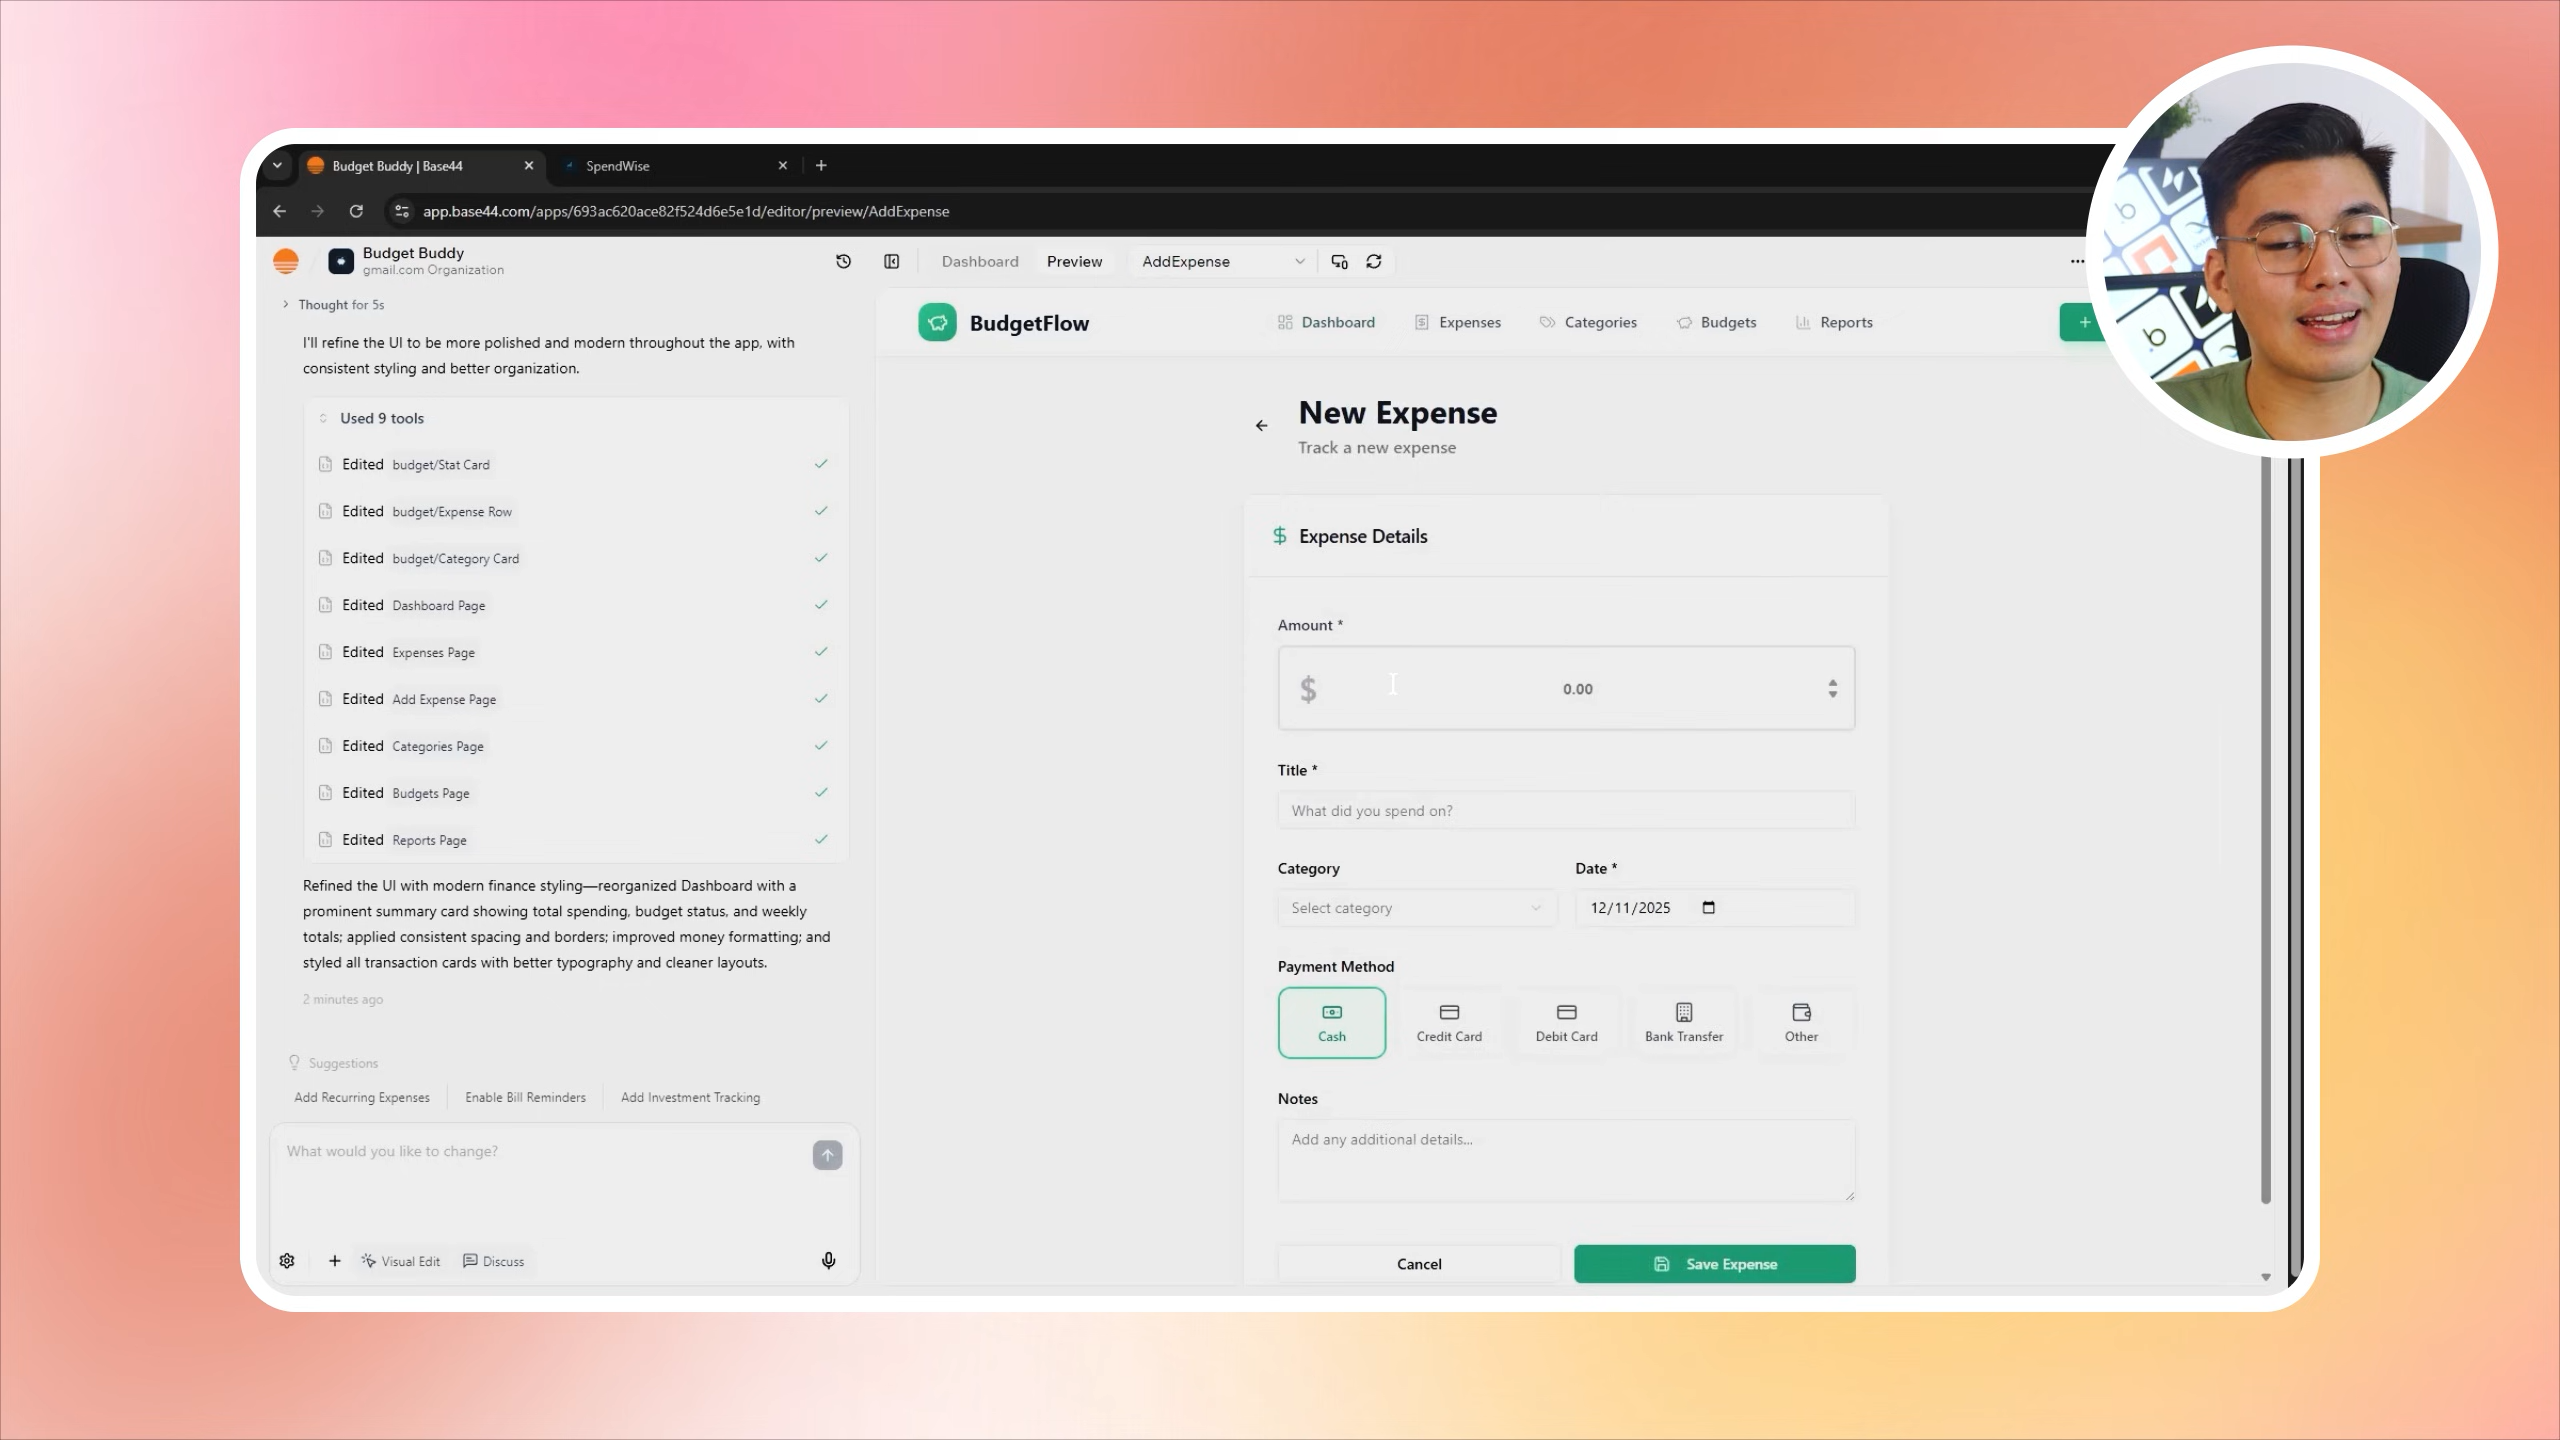 Budget Buddy | Base44
SpendWise
app.base44.com/apps/693ac620ace82f524d6e5e1d/editor/preview/AddExpense
Budget Buddy
gmail.com Organization
Dashboard
Preview
AddExpense
Thought for 5s
I'll refine the UI to be more polished and modern throughout the app, with
consistent styling and better organization.
Used 9 tools
Edited budget/Stat Card
Edited budget/Expense Row
Edited budget/Category Card
Edited Dashboard Page
Edited Expenses Page
Edited Add Expense Page
Edited Categories Page
Edited Budgets Page
Edited Reports Page
Refined the UI with modern finance styling—reorganized Dashboard with a
prominent summary card showing total spending, budget status, and weekly
totals; applied consistent spacing and borders; improved money formatting; and
styled all transaction cards with better typography and cleaner layouts.
2 minutes ago
Suggestions
Add Recurring Expenses
Enable Bill Reminders
Add Investment Tracking
What would you like to change?
Visual Edit
Discuss
BudgetFlow
Dashboard
Expenses
Categories
Budgets
Reports
New Expense
Track a new expense
$ Expense Details
Amount *
$ 0.00
Title *
What did you spend on?
Category
Date *
Select category
12/11/2025
Payment Method
Cash
Credit Card
Debit Card
Bank Transfer
Other
Notes
Add any additional details...
Cancel
Save Expense